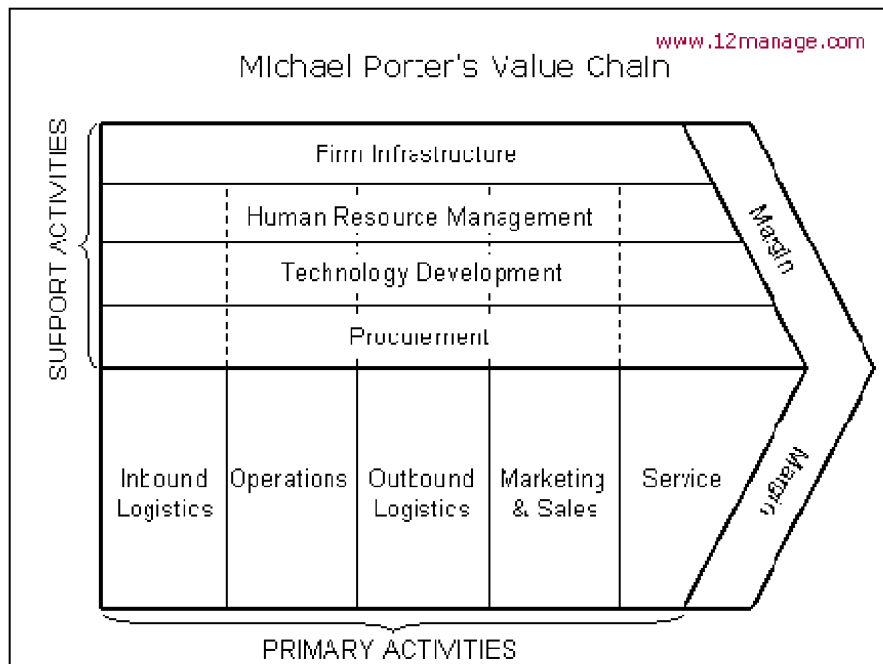 www.12manage.com
Michael Porter's Value Chain
SUPPORT ACTIVITIES
Firm Infrastructure
Human Resource Management
Technology Development
Procurement
Margin
Inbound
Logistics
Operations
Outbound
Logistics
Marketing
& Sales
Service
Margin
PRIMARY ACTIVITIES